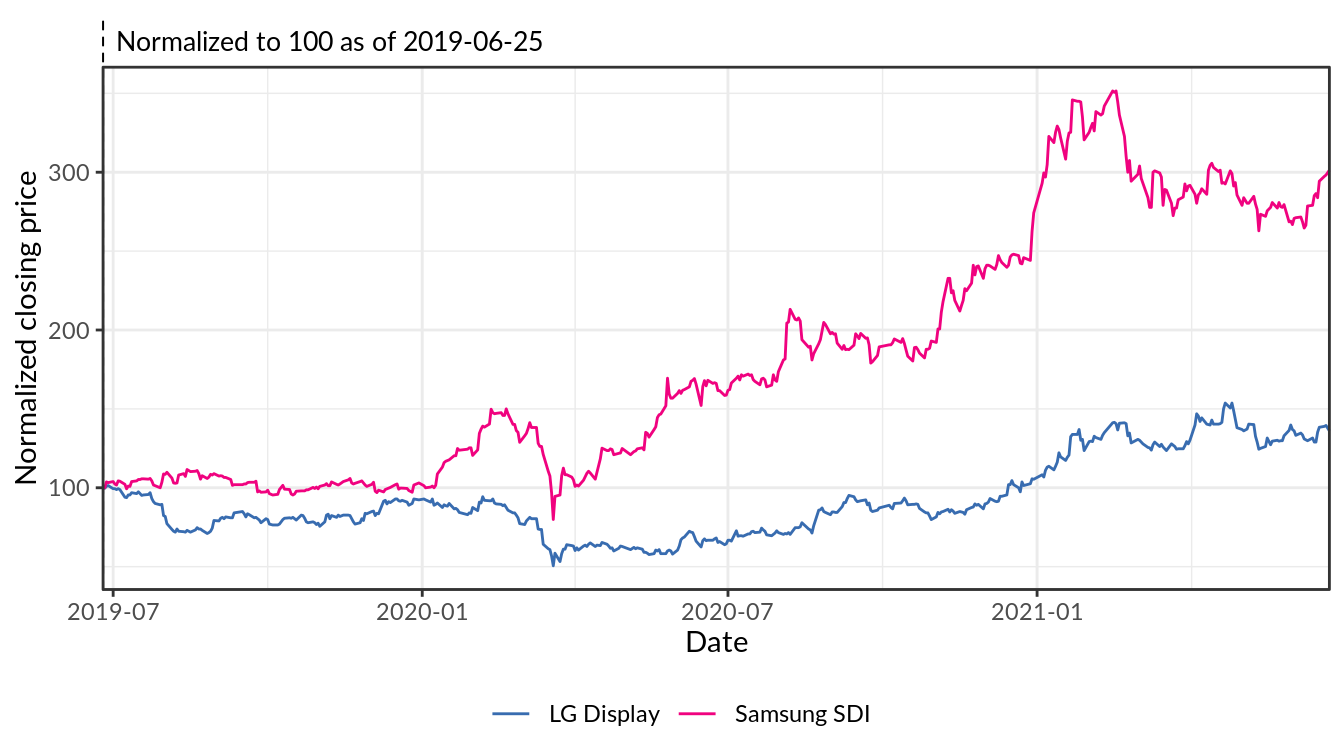 Normalized to 100 as of 2019-06-25
Normalized closing price
300
200
100
2019-07
2020-01
2020-07
2021-01
Date
LG Display
Samsung SDI